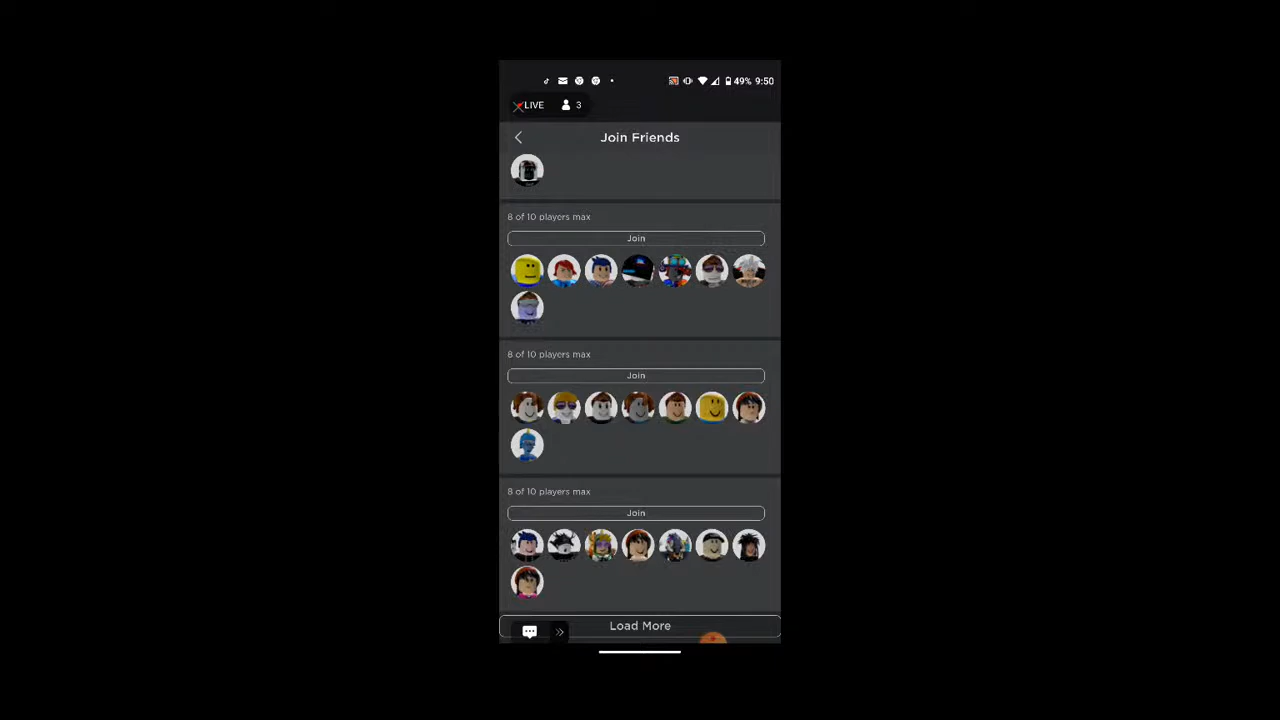 49% 9:50
LIVE 3
Join Friends
8 of 10 players max
Join
8 of 10 players max
Join
8 of 10 players max
Join
Load More